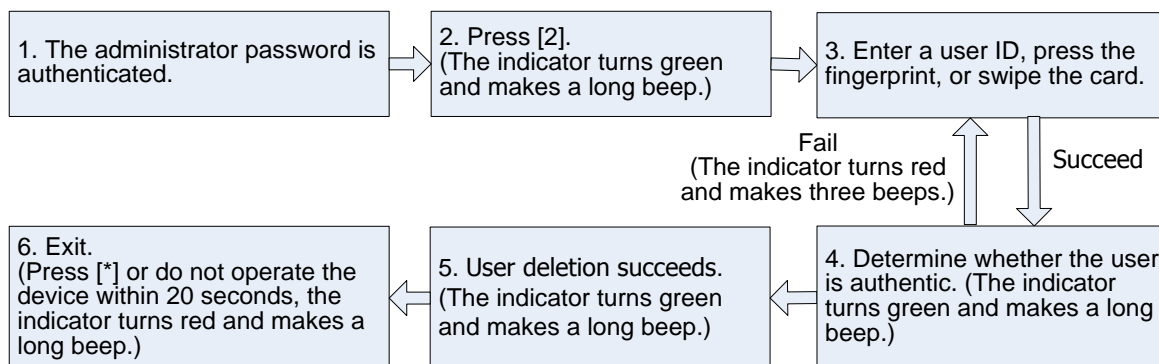 1. The administrator password is
authenticated.
2. Press [2].
(The indicator turns green
and makes a long beep.)
3. Enter a user ID, press the
fingerprint, or swipe the card.
Fail
(The indicator turns red
and makes three beeps.)
Succeed
4. Determine whether the user
is authentic. (The indicator
turns green and makes a long
beep.)
5. User deletion succeeds.
(The indicator turns green
and makes a long beep.)
6. Exit.
(Press [*] or do not operate the
device within 20 seconds, the
indicator turns red and makes a
long beep.)